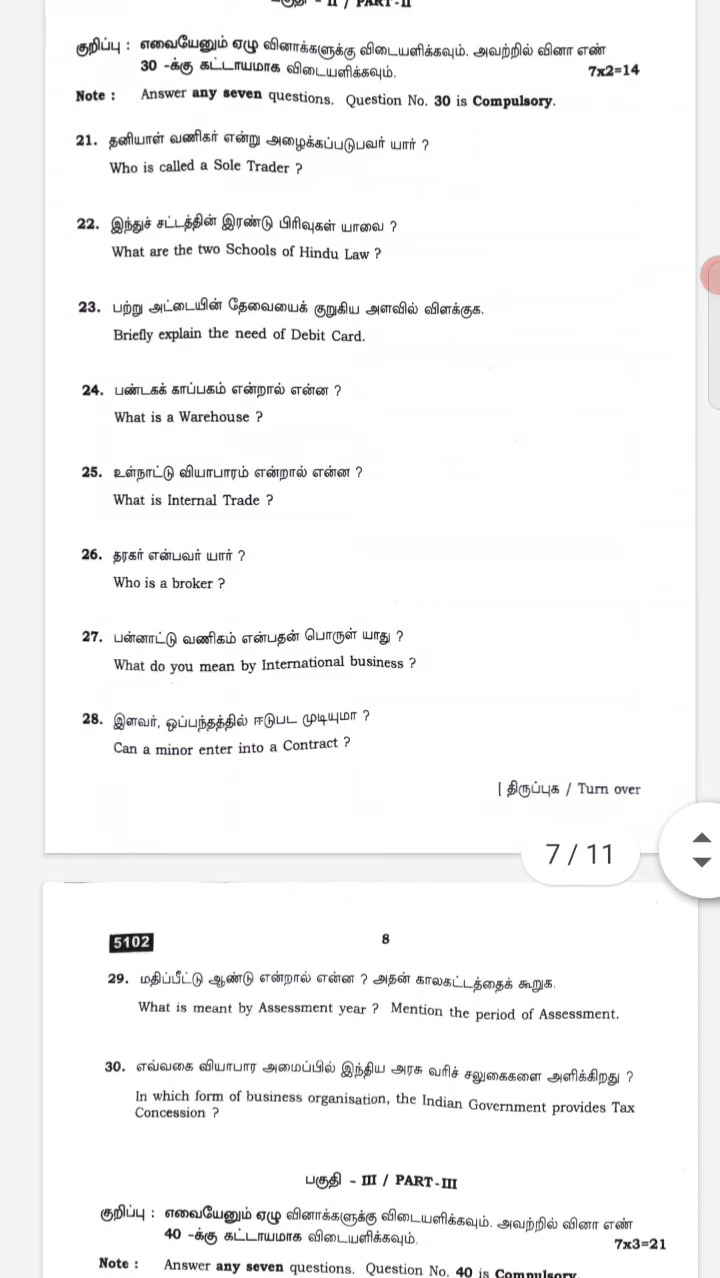 - II / PART-II
குறிப்பு : எவையேனும் ஏழு வினாக்களுக்கு விடையளிக்கவும். அவற்றில் வினா எண்
30 -க்கு கட்டாயமாக விடையளிக்கவும். 7x2=14
Note : Answer any seven questions. Question No. 30 is Compulsory.
21. தனியாள் வணிகர் என்று அழைக்கப்படுபவர் யார் ?
Who is called a Sole Trader ?
22. இந்துச் சட்டத்தின் இரண்டு பிரிவுகள் யாவை ?
What are the two Schools of Hindu Law ?
23. பற்று அட்டையின் தேவையைக் குறுகிய அளவில் விளக்குக.
Briefly explain the need of Debit Card.
24. பண்டகக் காப்பகம் என்றால் என்ன ?
What is a Warehouse ?
25. உள்நாட்டு வியாபாரம் என்றால் என்ன ?
What is Internal Trade ?
26. தரகர் என்பவர் யார் ?
Who is a broker ?
27. பன்னாட்டு வணிகம் என்பதன் பொருள் யாது ?
What do you mean by International business ?
28. இளவர், ஒப்பந்தத்தில் ஈடுபட முடியுமா ?
Can a minor enter into a Contract ?
[ திருப்புக / Turn over
7 / 11
5102 8
29. மதிப்பீட்டு ஆண்டு என்றால் என்ன ? அதன் காலகட்டத்தைக் கூறுக.
What is meant by Assessment year ? Mention the period of Assessment.
30. எவ்வகை வியாபார அமைப்பில் இந்திய அரசு வரிச் சலுகைகளை அளிக்கிறது ?
In which form of business organisation, the Indian Government provides Tax
Concession ?
பகுதி - III / PART-III
குறிப்பு : எவையேனும் ஏழு வினாக்களுக்கு விடையளிக்கவும். அவற்றில் வினா எண்
40 -க்கு கட்டாயமாக விடையளிக்கவும். 7x3=21
Note : Answer any seven questions. Question No. 40 is Compulsory.